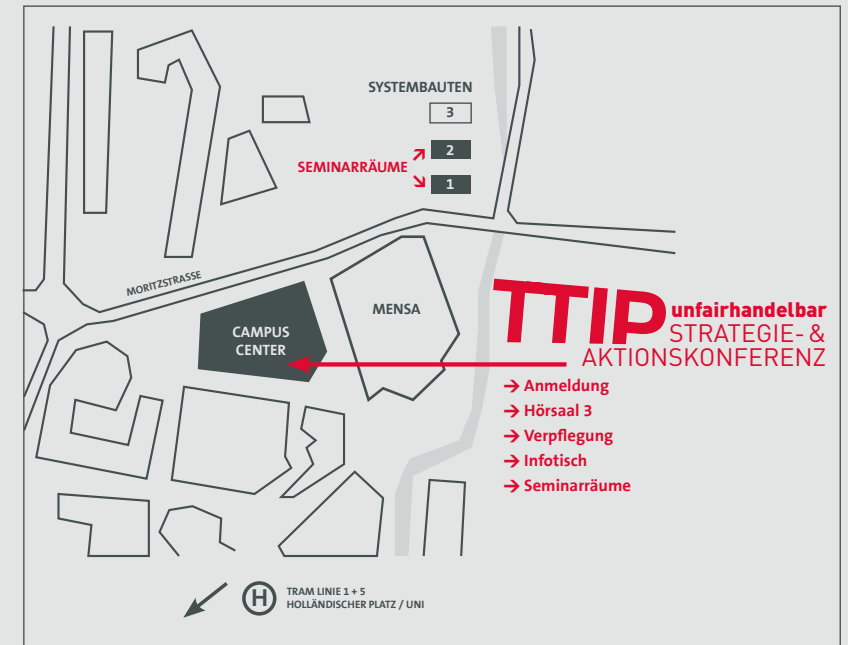 SYSTEMBAUTEN
3
2
SEMINARRÄUME
1
MORITZSTRASSE
MENSA
CAMPUS
CENTER
TTIP unfairhandelbar
STRATEGIE- &
AKTIONSKONFERENZ
→ Anmeldung
→ Hörsaal 3
→ Verpflegung
→ Infotisch
→ Seminarräume
H
TRAM LINIE 1 + 5
HOLLÄNDISCHER PLATZ / UNI